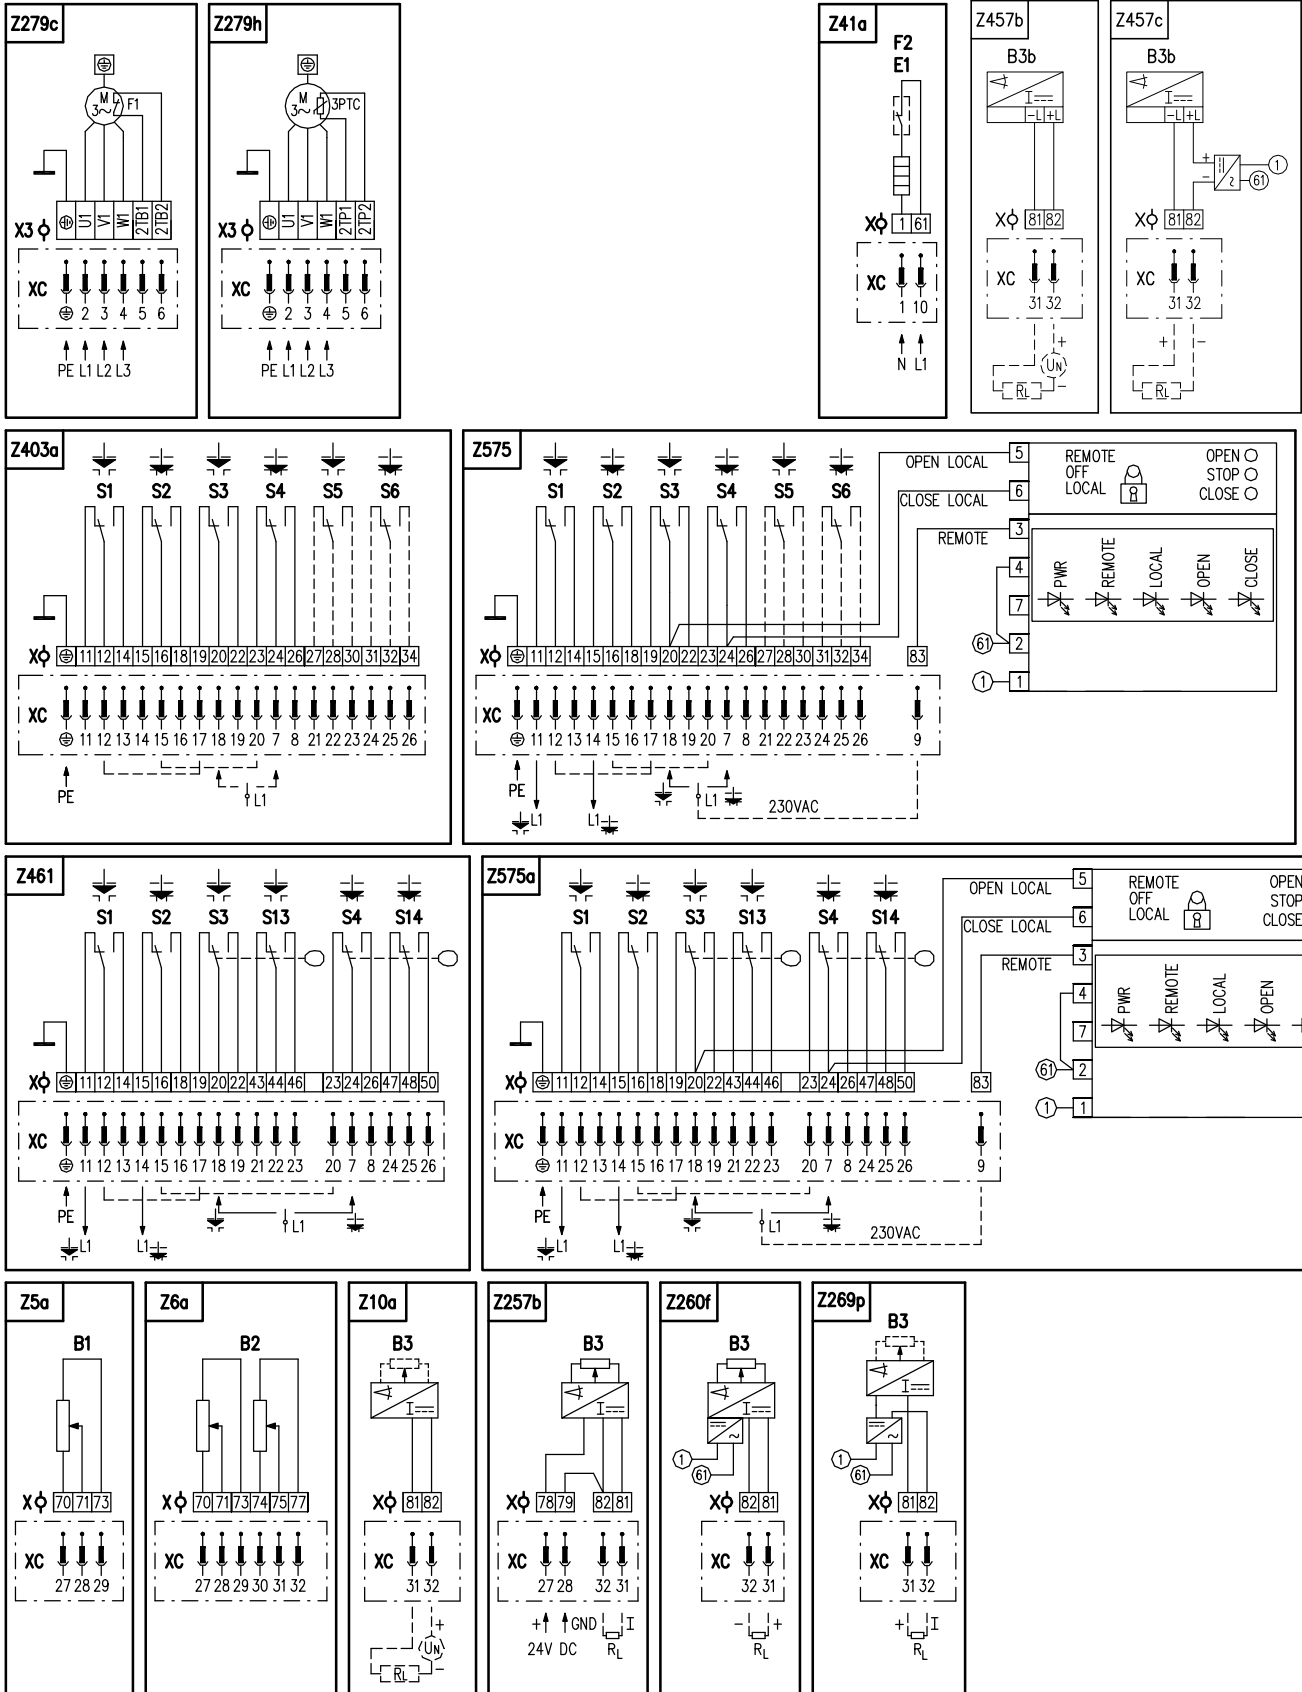 Z279c
M
3~
F1
X3
U1 V1 W1 2TB1 2TB2
XC
2 3 4 5 6
PE L1 L2 L3
Z279h
M
3~
3PTC
X3
U1 V1 W1 2TP1 2TP2
XC
2 3 4 5 6
PE L1 L2 L3
Z41a
F2
E1
X 1 61
XC
1 10
N L1
Z457b
B3b
I
-L +L
X 81 82
XC
31 32
+
UN
-
RL
Z457c
B3b
I
-L +L
+
-
1
61
X 81 82
XC
31 32
+ -
RL
Z403a
S1 S2 S3 S4 S5 S6
X 11 12 14 15 16 18 19 20 22 23 24 26 27 28 30 31 32 34
XC
11 12 13 14 15 16 17 18 19 20 7 8 21 22 23 24 25 26
PE
L1
Z575
S1 S2 S3 S4 S5 S6
OPEN LOCAL 5
CLOSE LOCAL 6
REMOTE 3
4
7
61 2
1 1
REMOTE
OFF
LOCAL
OPEN
STOP
CLOSE
PWR REMOTE LOCAL OPEN CLOSE
X 11 12 14 15 16 18 19 20 22 23 24 26 27 28 30 31 32 34 83
XC
11 12 13 14 15 16 17 18 19 20 7 8 21 22 23 24 25 26 9
PE
L1 L1 L1
230VAC
Z461
S1 S2 S3 S13 S4 S14
X 11 12 14 15 16 18 19 20 22 43 44 46 23 24 26 47 48 50
XC
11 12 13 14 15 16 17 18 19 21 22 23 20 7 8 24 25 26
PE
L1 L1 L1
Z575a
S1 S2 S3 S13 S4 S14
OPEN LOCAL 5
CLOSE LOCAL 6
REMOTE 3
4
7
61 2
1 1
REMOTE
OFF
LOCAL
OPEN
STOP
CLOSE
PWR REMOTE LOCAL OPEN
X 11 12 14 15 16 18 19 20 22 43 44 46 23 24 26 47 48 50 83
XC
11 12 13 14 15 16 17 18 19 21 22 23 20 7 8 24 25 26 9
PE
L1 L1 L1
230VAC
Z5a
B1
X 70 71 73
XC
27 28 29
Z6a
B2
X 70 71 73 74 75 77
XC
27 28 29 30 31 32
Z10a
B3
I
X 81 82
XC
31 32
+
UN
-
RL
Z257b
B3
I
X 78 79 82 81
XC
27 28 32 31
+ GND I
24V DC RL
Z260f
B3
I
~
1
61
X 82 81
XC
32 31
- +
RL
Z269p
B3
I
~
1
61
X 81 82
XC
31 32
+ I
RL